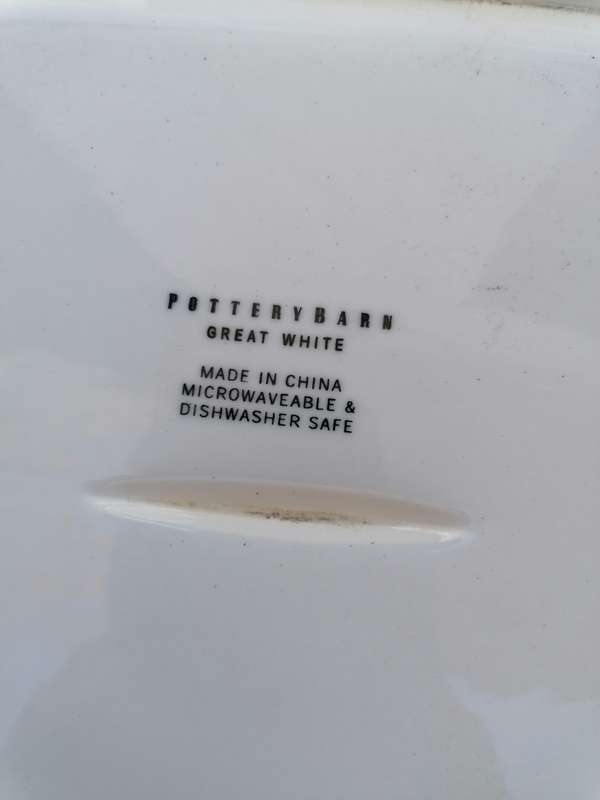 POTTERYBARN
GREAT WHITE
MADE IN CHINA
MICROWAVEABLE &
DISHWASHER SAFE